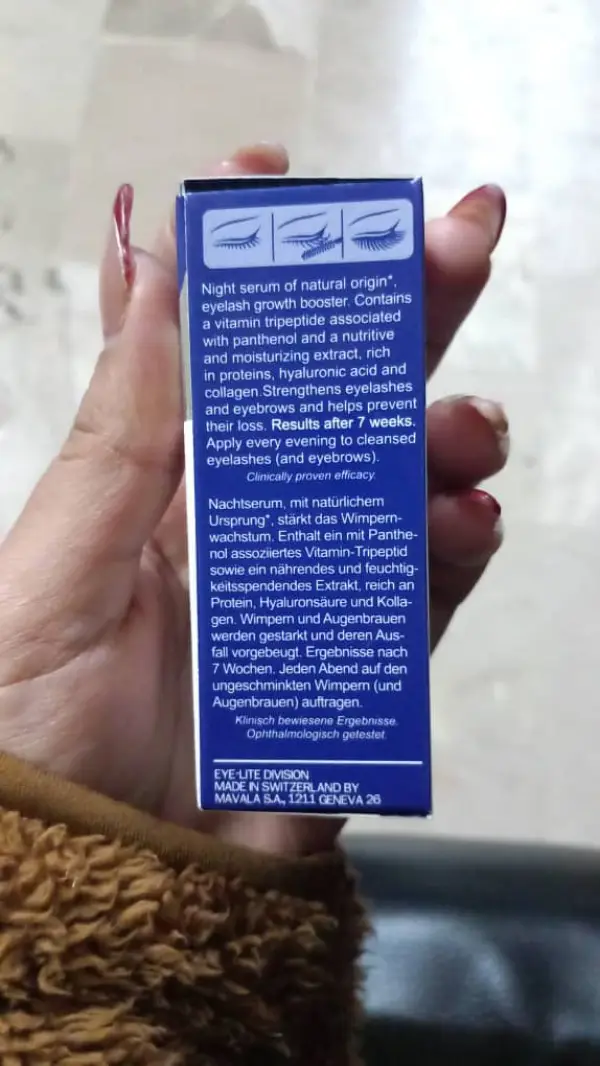 Night serum of natural origin*,
eyelash growth booster. Contains
a vitamin tripeptide associated
with panthenol and a nutritive
and moisturizing extract, rich
in proteins, hyaluronic acid and
collagen.Strengthens eyelashes
and eyebrows and helps prevent
their loss. Results after 7 weeks.
Apply every evening to cleansed
eyelashes (and eyebrows).
Clinically proven efficacy.
Nachtserum, mit natürlichem
Ursprung*, stärkt das Wimpern-
wachstum. Enthalt ein mit Panthe-
nol assoziiertes Vitamin-Tripeptid
sowie ein nährendes und feuchtig-
keitsspendendes Extrakt, reich an
Protein, Hyaluronsäure und Kolla-
gen. Wimpern und Augenbrauen
werden gestarkt und deren Aus-
fall vorgebeugt. Ergebnisse nach
7 Wochen. Jeden Abend auf den
ungeschminkten Wimpern (und
Augenbrauen) auftragen.
Klinisch bewiesene Ergebnisse.
Ophthalmologisch getestet.
EYE-LITE DIVISION
MADE IN SWITZERLAND BY
MAVALA S.A., 1211 GENEVA 26